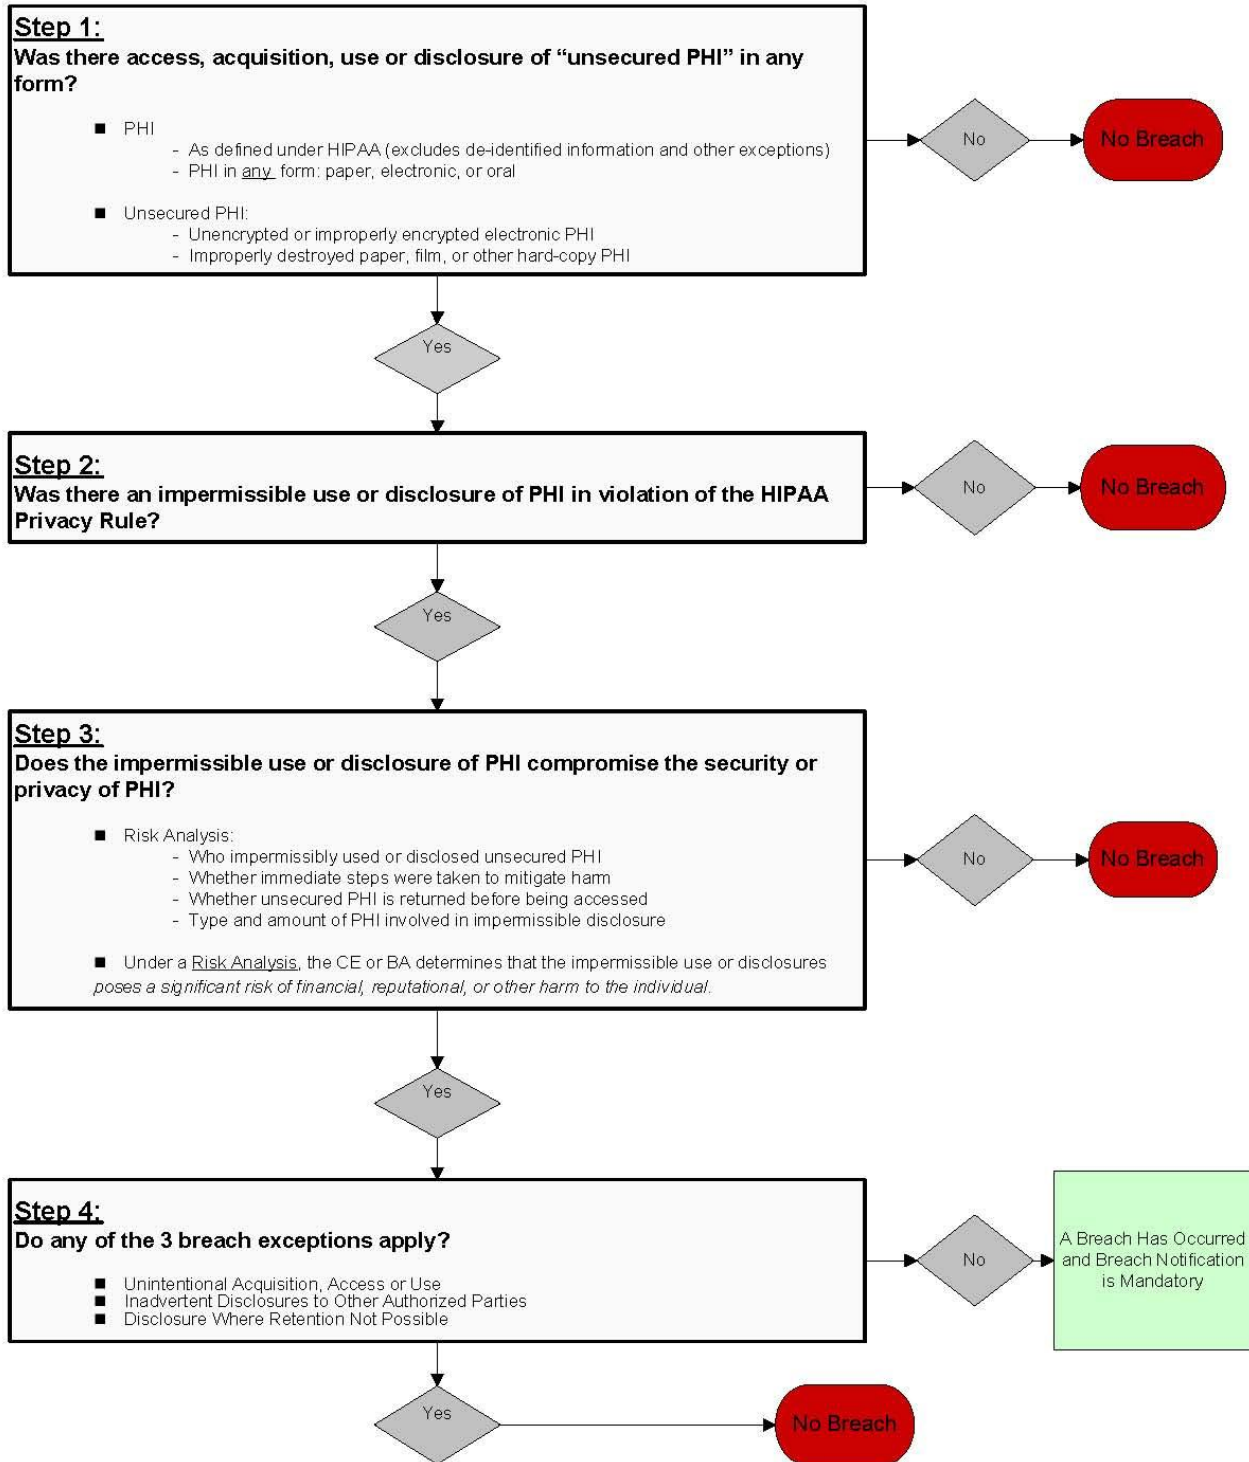 Step 1:
Was there access, acquisition, use or disclosure of “unsecured PHI” in any
form?
■ PHI
- As defined under HIPAA (excludes de-identified information and other exceptions)
- PHI in any form: paper, electronic, or oral
■ Unsecured PHI:
- Unencrypted or improperly encrypted electronic PHI
- Improperly destroyed paper, film, or other hard-copy PHI
No
No Breach
Yes
Step 2:
Was there an impermissible use or disclosure of PHI in violation of the HIPAA
Privacy Rule?
No
No Breach
Yes
Step 3:
Does the impermissible use or disclosure of PHI compromise the security or
privacy of PHI?
■ Risk Analysis:
- Who impermissibly used or disclosed unsecured PHI
- Whether immediate steps were taken to mitigate harm
- Whether unsecured PHI is returned before being accessed
- Type and amount of PHI involved in impermissible disclosure
■ Under a Risk Analysis, the CE or BA determines that the impermissible use or disclosures
poses a significant risk of financial, reputational, or other harm to the individual.
No
No Breach
Yes
Step 4:
Do any of the 3 breach exceptions apply?
■ Unintentional Acquisition, Access or Use
■ Inadvertent Disclosures to Other Authorized Parties
■ Disclosure Where Retention Not Possible
No
A Breach Has Occurred
and Breach Notification
is Mandatory
Yes
No Breach